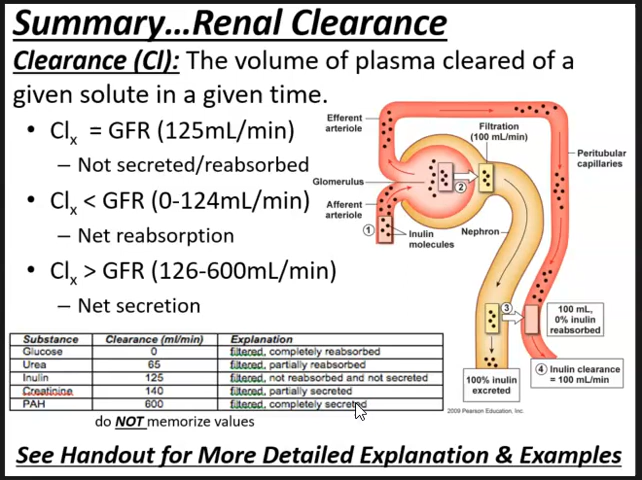 Summary...Renal Clearance
Clearance (Cl): The volume of plasma cleared of a
given solute in a given time.
• Clx = GFR (125mL/min)
– Not secreted/reabsorbed
• Clx < GFR (0-124mL/min)
– Net reabsorption
• Clx > GFR (126-600mL/min)
– Net secretion
Efferent
arteriole
Filtration
(100 mL/min)
Peritubular
capillaries
Glomerulus
2
Afferent
arteriole
1
Inulin
molecules
Nephron
3
100 mL,
0% inulin
reabsorbed
4 Inulin clearance
= 100 mL/min
100% inulin
excreted
2009 Pearson Education, Inc.
Substance Clearance (ml/min) Explanation
Glucose 0 filtered, completely reabsorbed
Urea 65 filtered, partially reabsorbed
Inulin 125 filtered, not reabsorbed and not secreted
Creatinine 140 filtered, partially secreted
PAH 600 filtered, completely secreted
do NOT memorize values
See Handout for More Detailed Explanation & Examples